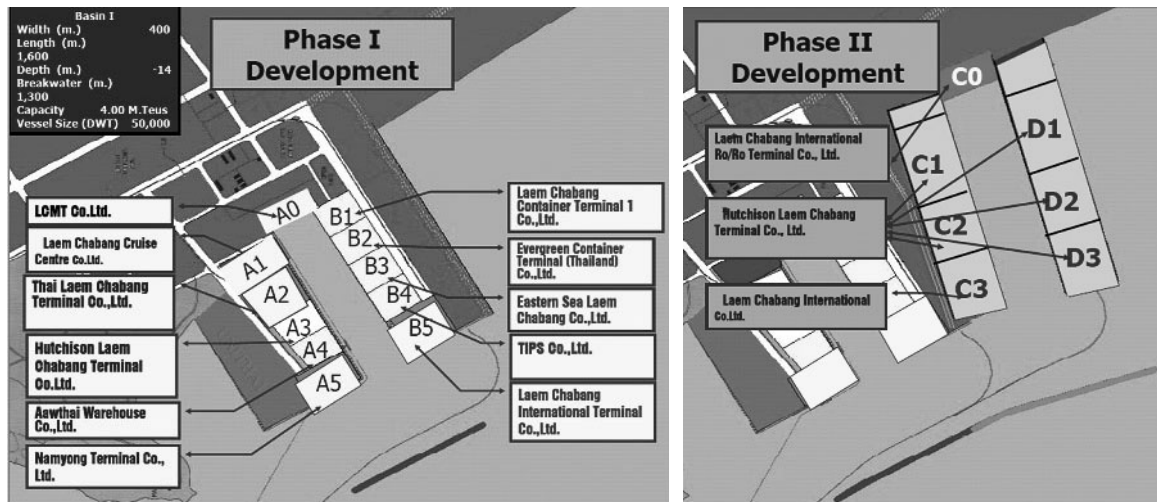 Basin I
Width (m.) 400
Length (m.)
1,600
Depth (m.) -14
Breakwater (m.)
1,300
Capacity 4.00 M.Teus
Vessel Size (DWT) 50,000
Phase I
Development
LCMT Co.Ltd.
Laem Chabang Cruise
Centre Co.Ltd.
Thai Laem Chabang
Terminal Co.,Ltd.
Hutchison Laem
Chabang Terminal
Co.Ltd.
Aawthai Warehouse
Co.,Ltd.
Namyong Terminal Co.,
Ltd.
A0
A1
A2
A3
A4
A5
B1
B2
B3
B4
B5
Laem Chabang
Container Terminal 1
Co.,Ltd.
Evergreen Container
Terminal (Thailand)
Co.,Ltd.
Eastern Sea Laem
Chabang Co.,Ltd.
TIPS Co.,Ltd.
Laem Chabang
International Terminal
Co.,Ltd.
Phase II
Development
Laem Chabang International
Ro/Ro Terminal Co., Ltd.
Hutchison Laem Chabang
Terminal Co., Ltd.
Laem Chabang International
Co.Ltd.
C0
C1
C2
C3
D1
D2
D3